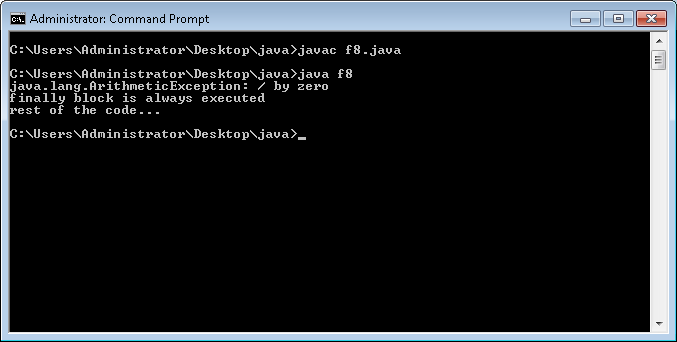 Administrator: Command Prompt
C:\Users\Administrator\Desktop\java>javac f8.java
C:\Users\Administrator\Desktop\java>java f8
java.lang.ArithmeticException: / by zero
finally block is always executed
rest of the code...
C:\Users\Administrator\Desktop\java>_